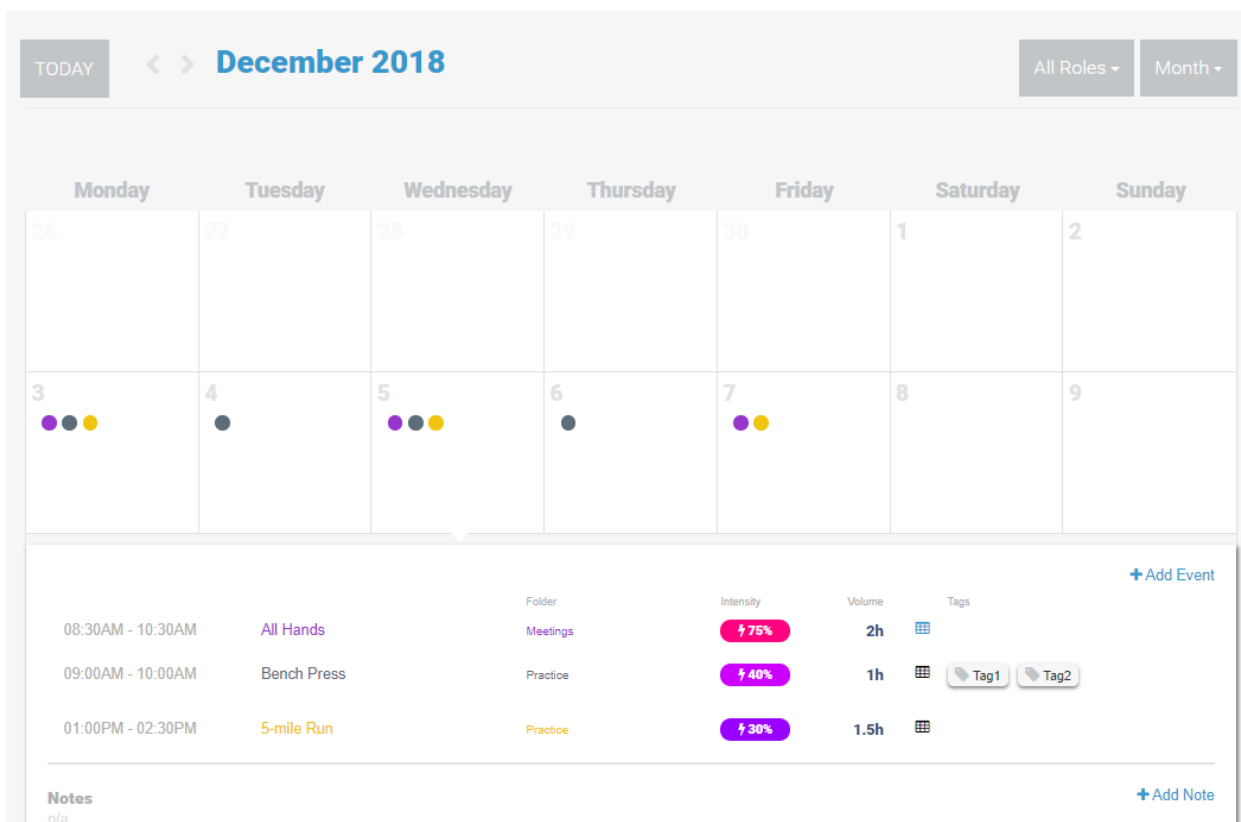 TODAY December 2018 All Roles Month
Monday Tuesday Wednesday Thursday Friday Saturday Sunday
26 27 28 29 30 1 2
3 4 5 6 7 8 9
+ Add Event
Folder Intensity Volume Tags
08:30AM - 10:30AM All Hands Meetings 75% 2h
09:00AM - 10:00AM Bench Press Practice 40% 1h Tag1 Tag2
01:00PM - 02:30PM 5-mile Run Practice 30% 1.5h
Notes + Add Note
n/a